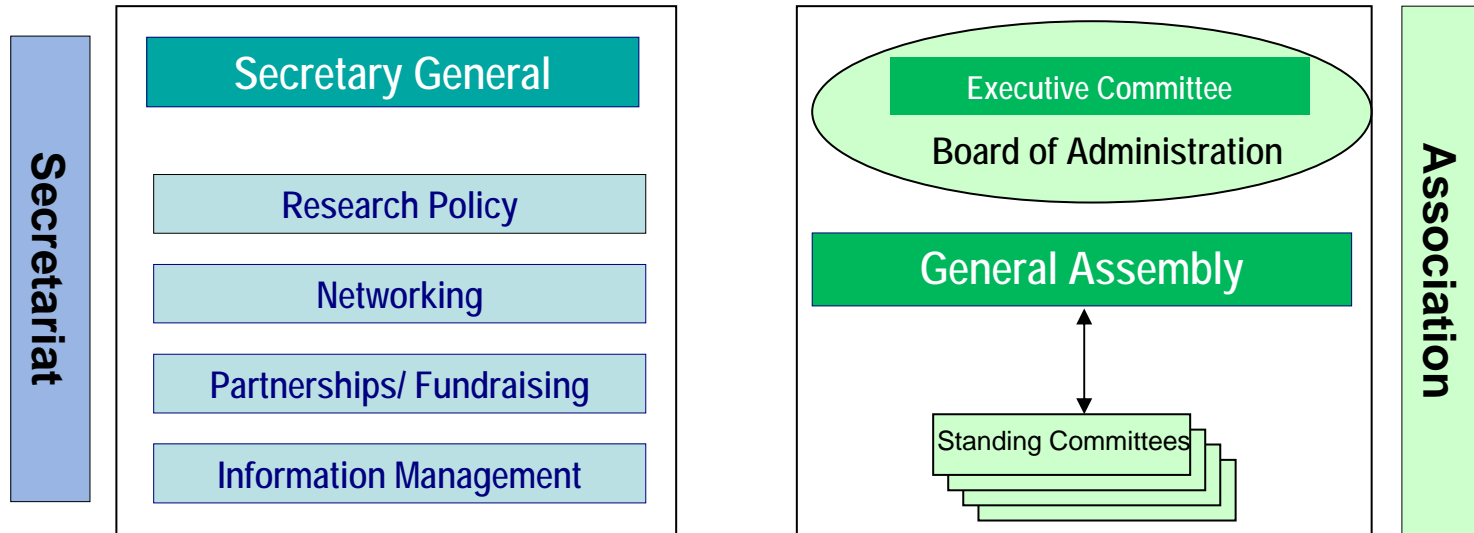 Secretariat
Secretary General
Research Policy
Networking
Partnerships/ Fundraising
Information Management
Executive Committee
Board of Administration
General Assembly
Standing Committees
Association